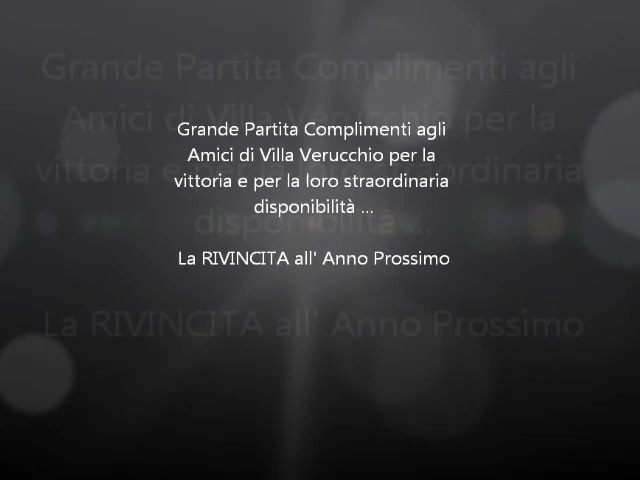 Grande Partita Complimenti agli
Amici di Villa Verucchio per la
vittoria e per la loro straordinaria
disponibilità ...
La RIVINCITA all' Anno Prossimo